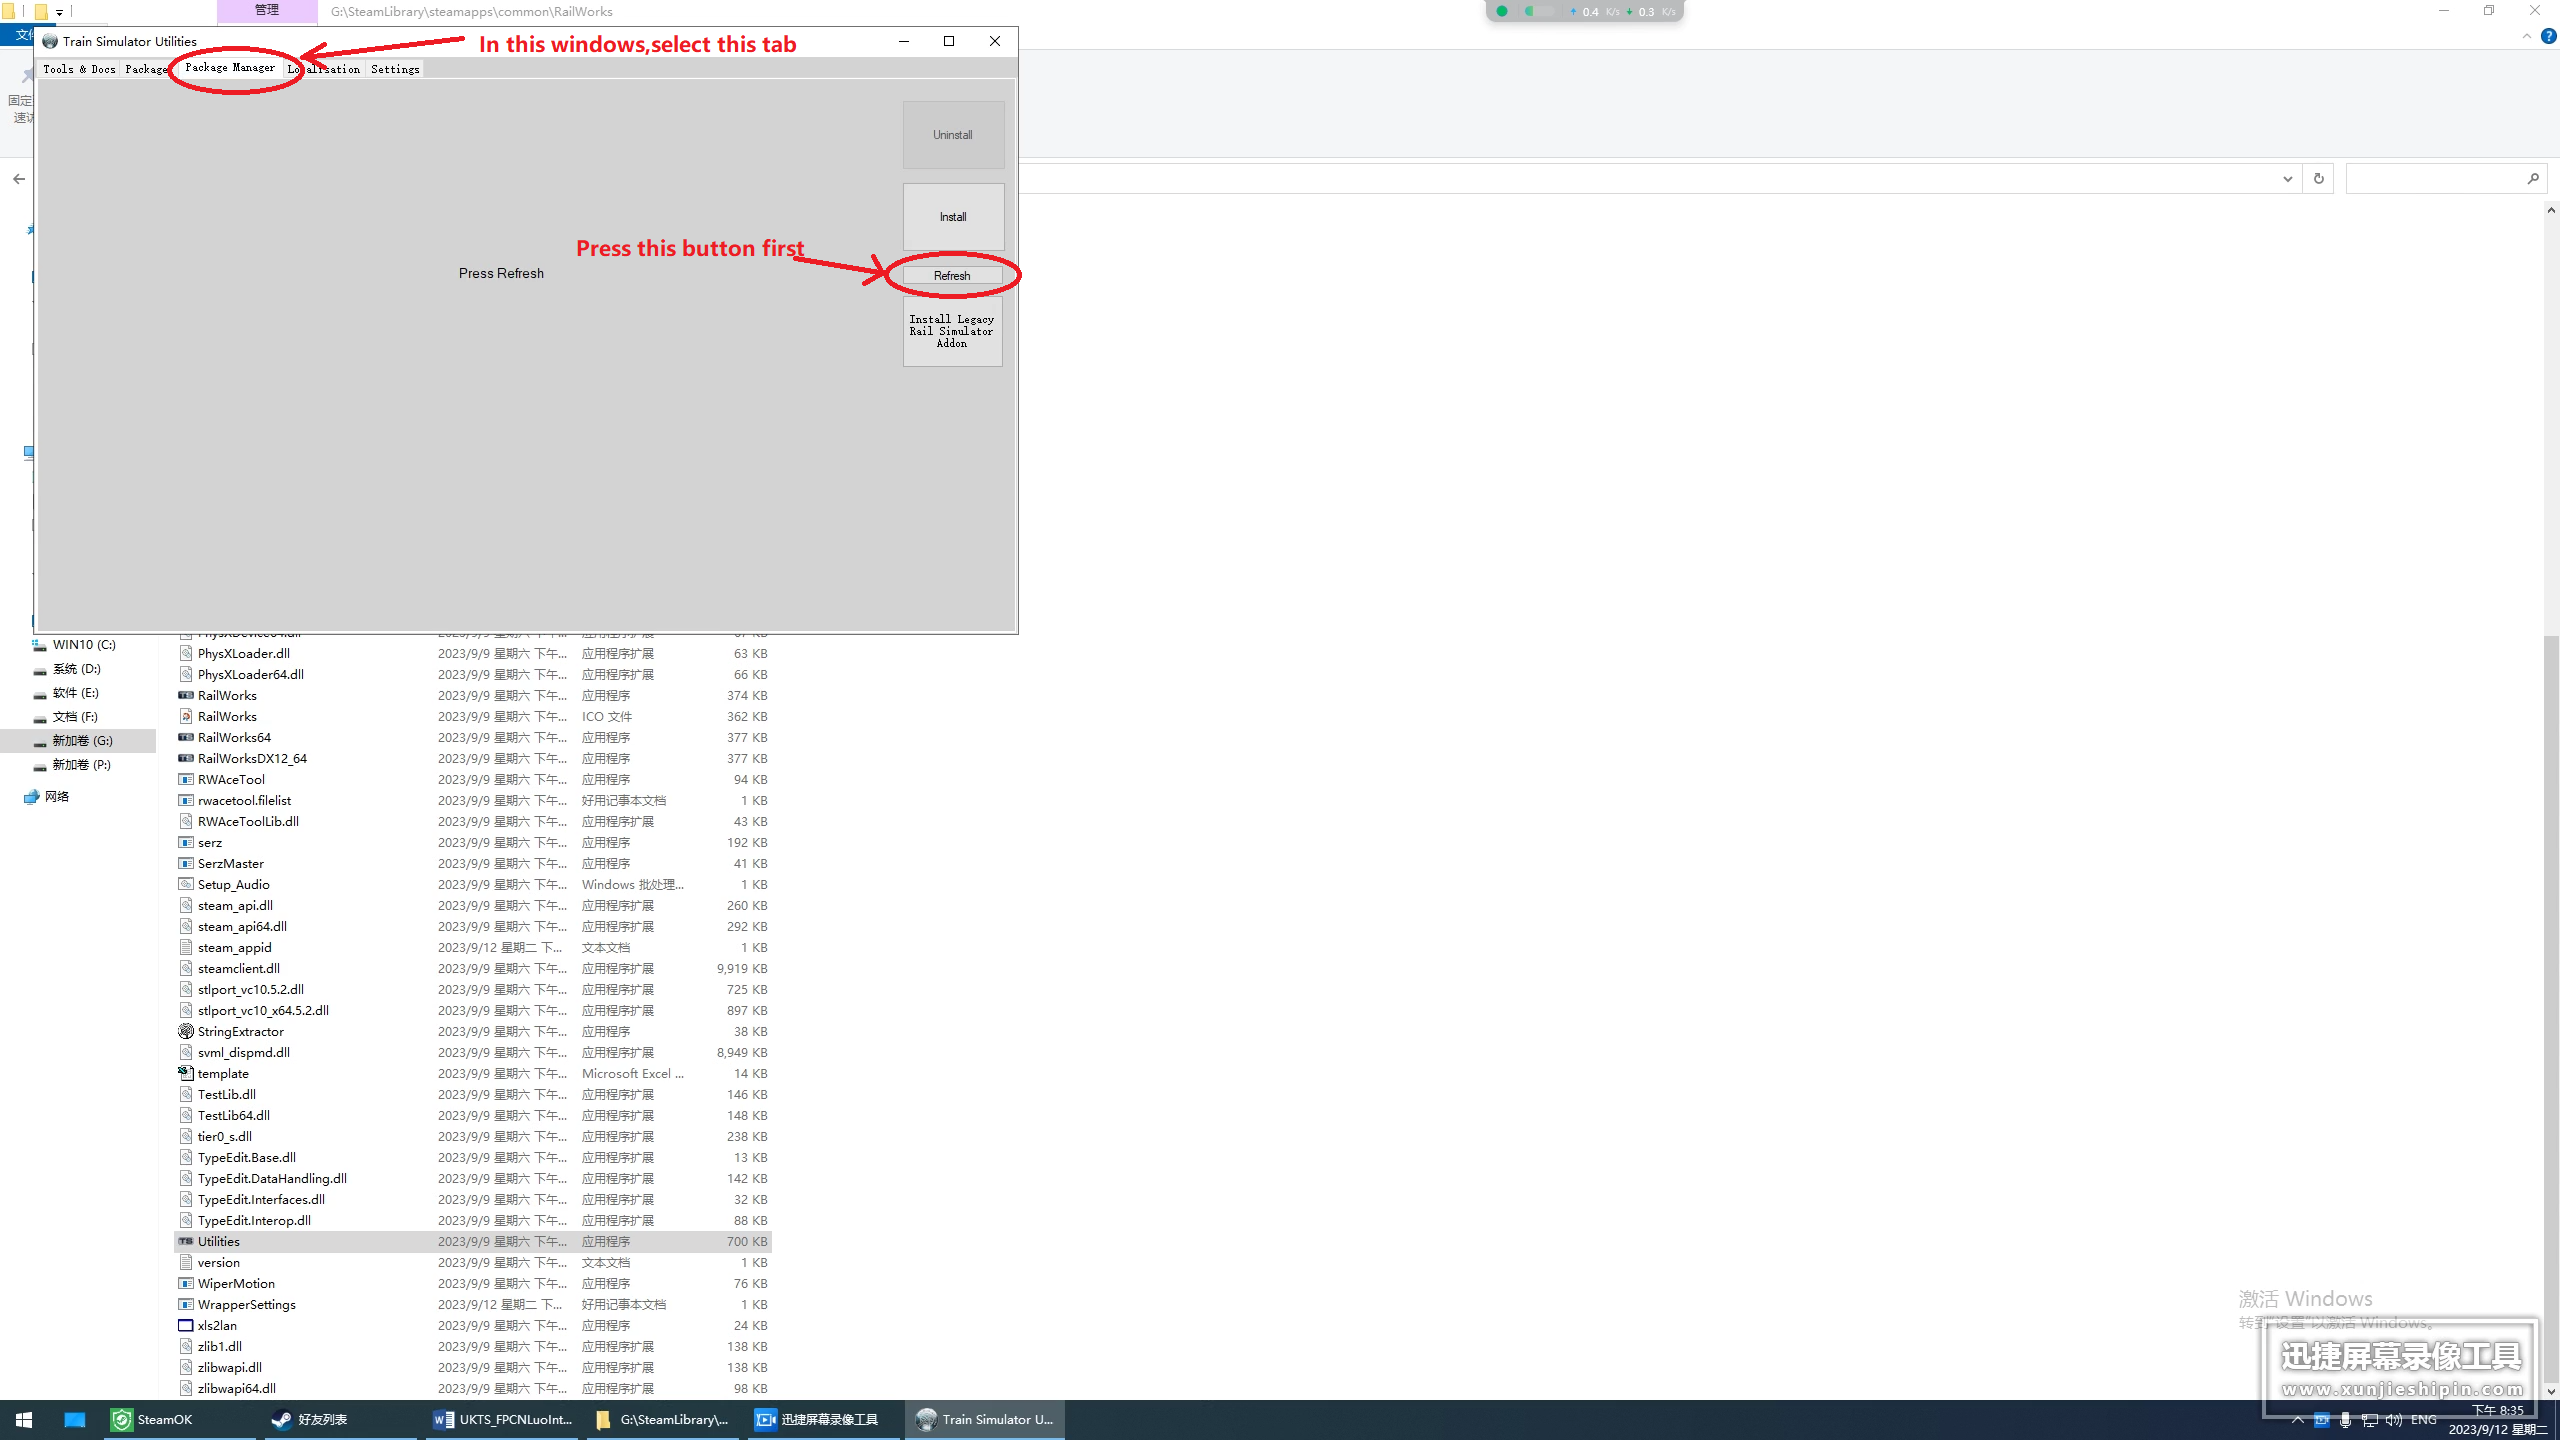 管理
G:\SteamLibrary\steamapps\common\RailWorks
0.4 K/s 0.3 K/s
Train Simulator Utilities
In this windows,select this tab
Tools & Docs
Package Manager
Settings
Uninstall
Install
Press this button first
Press Refresh
Refresh
Install Legacy
Rail Simulator
Addon
WIN10 (C:)
系统 (D:)
软件 (E:)
文档 (F:)
新加卷 (G:)
新加卷 (P:)
网络
PhysXLoader.dll 2023/9/9 星期六 下午... 应用程序扩展 63 KB
PhysXLoader64.dll 2023/9/9 星期六 下午... 应用程序扩展 66 KB
RailWorks 2023/9/9 星期六 下午... 应用程序 374 KB
RailWorks 2023/9/9 星期六 下午... ICO 文件 362 KB
RailWorks64 2023/9/9 星期六 下午... 应用程序 377 KB
RailWorksDX12_64 2023/9/9 星期六 下午... 应用程序 377 KB
RWAceTool 2023/9/9 星期六 下午... 应用程序 94 KB
rwacetool.filelist 2023/9/9 星期六 下午... 好用记事本文档 1 KB
RWAceToolLib.dll 2023/9/9 星期六 下午... 应用程序扩展 43 KB
serz 2023/9/9 星期六 下午... 应用程序 192 KB
SerzMaster 2023/9/9 星期六 下午... 应用程序 41 KB
Setup_Audio 2023/9/9 星期六 下午... Windows 批处理... 1 KB
steam_api.dll 2023/9/9 星期六 下午... 应用程序扩展 260 KB
steam_api64.dll 2023/9/9 星期六 下午... 应用程序扩展 292 KB
steam_appid 2023/9/12 星期二 下... 文本文档 1 KB
steamclient.dll 2023/9/9 星期六 下午... 应用程序扩展 9,919 KB
stlport_vc10.5.2.dll 2023/9/9 星期六 下午... 应用程序扩展 725 KB
stlport_vc10_x64.5.2.dll 2023/9/9 星期六 下午... 应用程序扩展 897 KB
StringExtractor 2023/9/9 星期六 下午... 应用程序 38 KB
svml_dispmd.dll 2023/9/9 星期六 下午... 应用程序扩展 8,949 KB
template 2023/9/9 星期六 下午... Microsoft Excel ... 14 KB
TestLib.dll 2023/9/9 星期六 下午... 应用程序扩展 146 KB
TestLib64.dll 2023/9/9 星期六 下午... 应用程序扩展 148 KB
tier0_s.dll 2023/9/9 星期六 下午... 应用程序扩展 238 KB
TypeEdit.Base.dll 2023/9/9 星期六 下午... 应用程序扩展 13 KB
TypeEdit.DataHandling.dll 2023/9/9 星期六 下午... 应用程序扩展 142 KB
TypeEdit.Interfaces.dll 2023/9/9 星期六 下午... 应用程序扩展 32 KB
TypeEdit.Interop.dll 2023/9/9 星期六 下午... 应用程序扩展 88 KB
Utilities 2023/9/9 星期六 下午... 应用程序 700 KB
version 2023/9/9 星期六 下午... 文本文档 1 KB
WiperMotion 2023/9/9 星期六 下午... 应用程序 76 KB
WrapperSettings 2023/9/12 星期二 下... 好用记事本文档 1 KB
xls2lan 2023/9/9 星期六 下午... 应用程序 24 KB
zlib1.dll 2023/9/9 星期六 下午... 应用程序扩展 138 KB
zlibwapi.dll 2023/9/9 星期六 下午... 应用程序扩展 138 KB
zlibwapi64.dll 2023/9/9 星期六 下午... 应用程序扩展 98 KB
激活 Windows
转到"设置"以激活 Windows。
迅捷屏幕录像工具
www.xunjieshipin.com
SteamOK
好友列表
UKTS_FPCNLuoInt...
G:\SteamLibrary\...
迅捷屏幕录像工具
Train Simulator U...
ENG
下午 8:35
2023/9/12 星期二